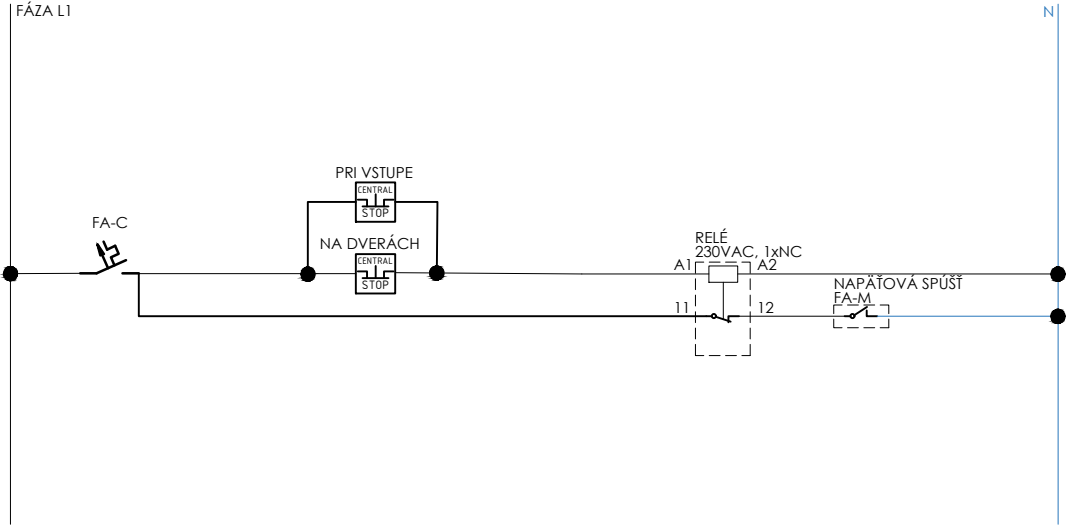 FÁZA L1
N
PRI VSTUPE
CENTRAL
STOP
FA-C
NA DVERÁCH
CENTRAL
STOP
RELÉ
230VAC, 1xNC
A1
A2
NAPÄŤOVÁ SPÚŠŤ
FA-M
11
12